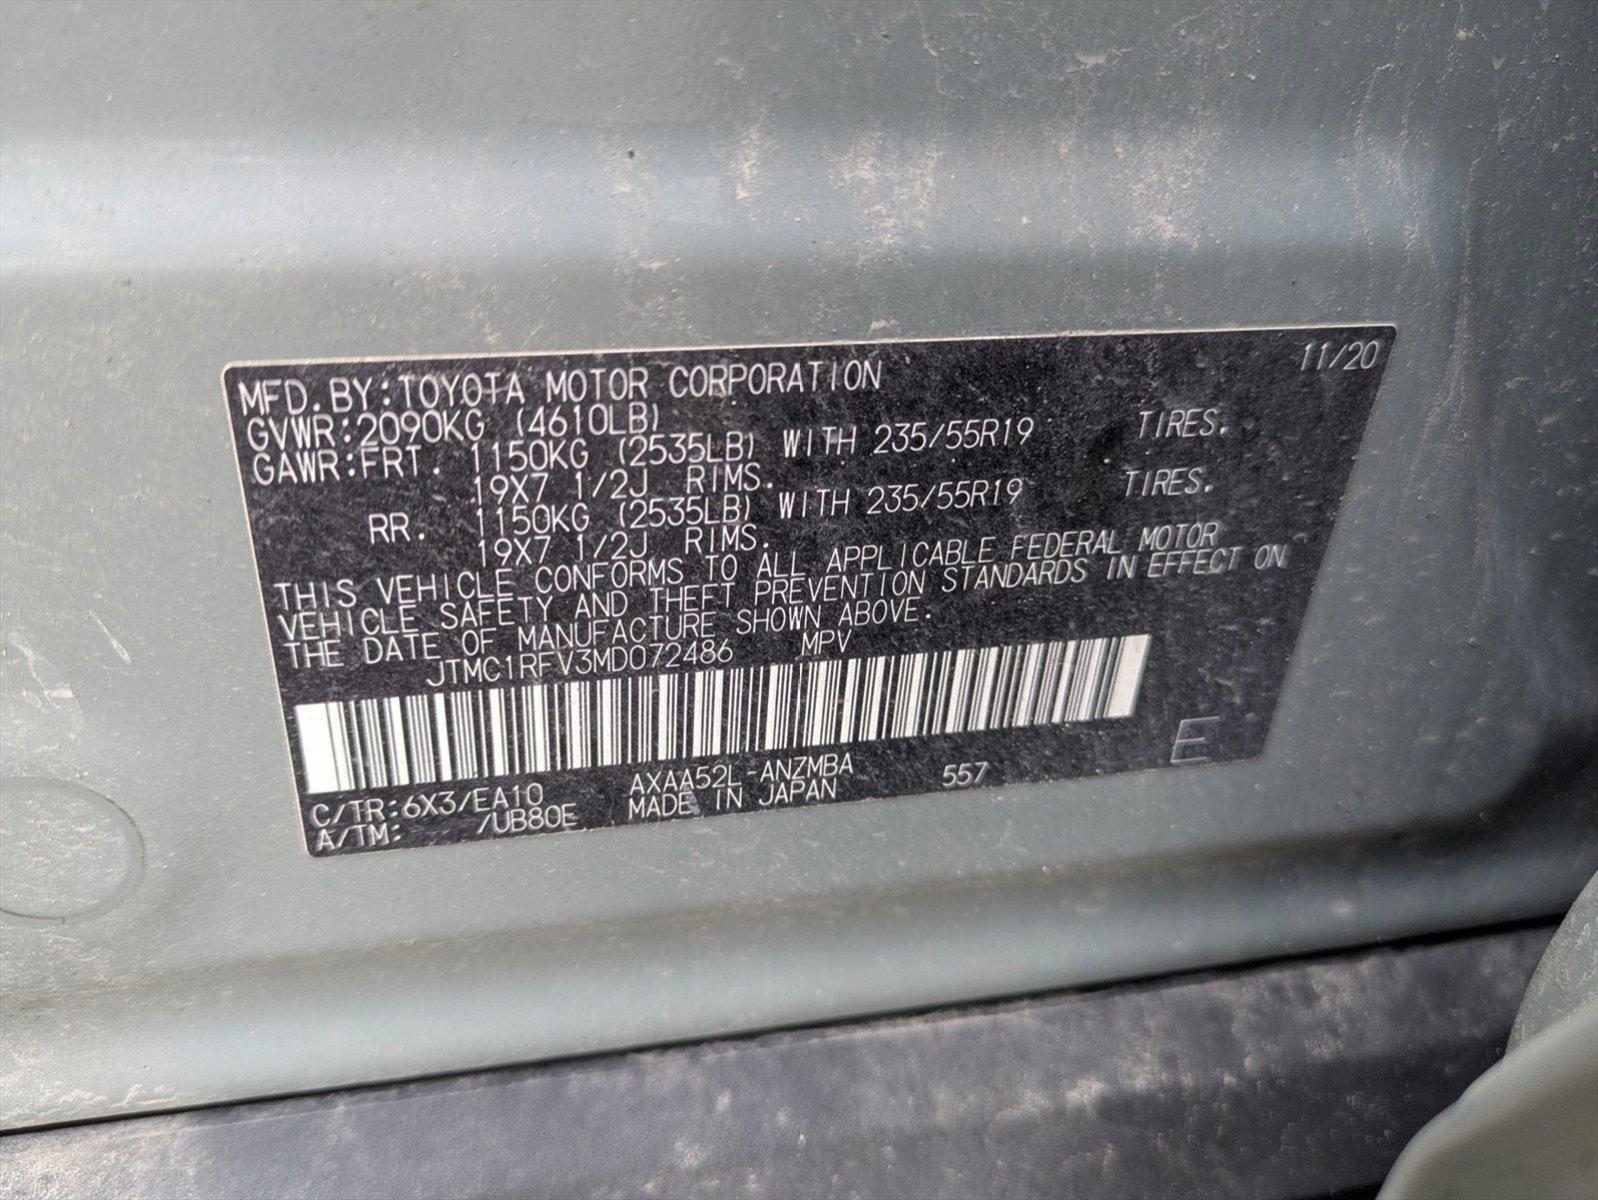 MFD. BY: TOYOTA MOTOR CORPORATION 11/20
GVWR: 2090KG (4610LB)
GAWR: FRT. 1150KG (2535LB) WITH 235/55R19 TIRES.
19X7 1/2J RIMS.
RR. 1150KG (2535LB) WITH 235/55R19 TIRES.
19X7 1/2J RIMS.
THIS VEHICLE CONFORMS TO ALL APPLICABLE FEDERAL MOTOR
VEHICLE SAFETY AND THEFT PREVENTION STANDARDS IN EFFECT ON
THE DATE OF MANUFACTURE SHOWN ABOVE.
JTMC1RFV3MD072486 MPV
C/TR: 6X3/EA10 AXAA52L-ANZMBA 557 E
A/TM: /UB80E MADE IN JAPAN